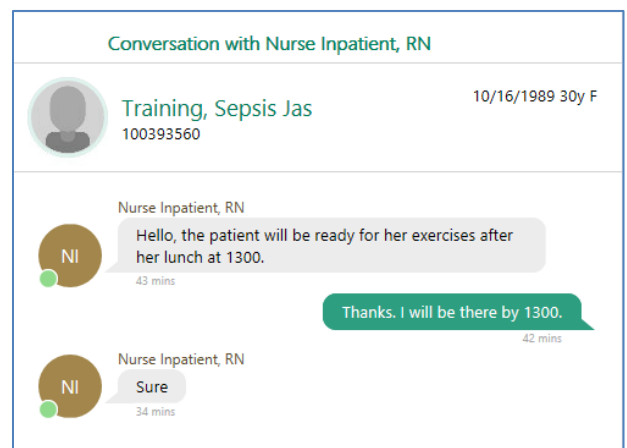 Conversation with Nurse Inpatient, RN
Training, Sepsis Jas
10/16/1989 30y F
100393560
Nurse Inpatient, RN
NI
Hello, the patient will be ready for her exercises after
her lunch at 1300.
43 mins
Thanks. I will be there by 1300.
42 mins
Nurse Inpatient, RN
NI
Sure
34 mins